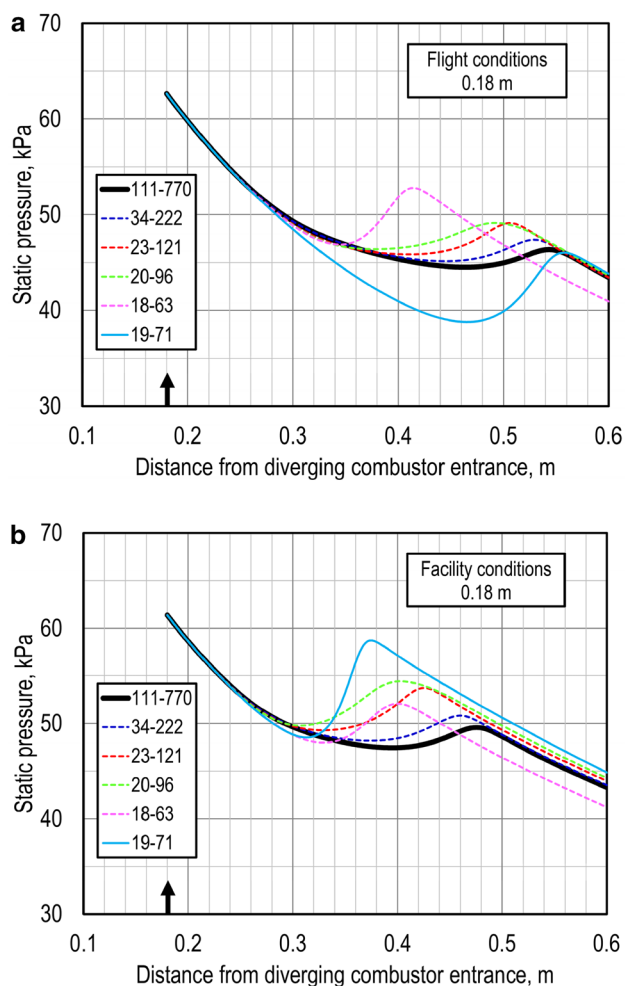 a
70
60
50
40
30
Static pressure, kPa
Flight conditions
0.18 m
111-770
34-222
23-121
20-96
18-63
19-71
0.1 0.2 0.3 0.4 0.5 0.6
Distance from diverging combustor entrance, m
b
70
60
50
40
30
Static pressure, kPa
Facility conditions
0.18 m
111-770
34-222
23-121
20-96
18-63
19-71
0.1 0.2 0.3 0.4 0.5 0.6
Distance from diverging combustor entrance, m